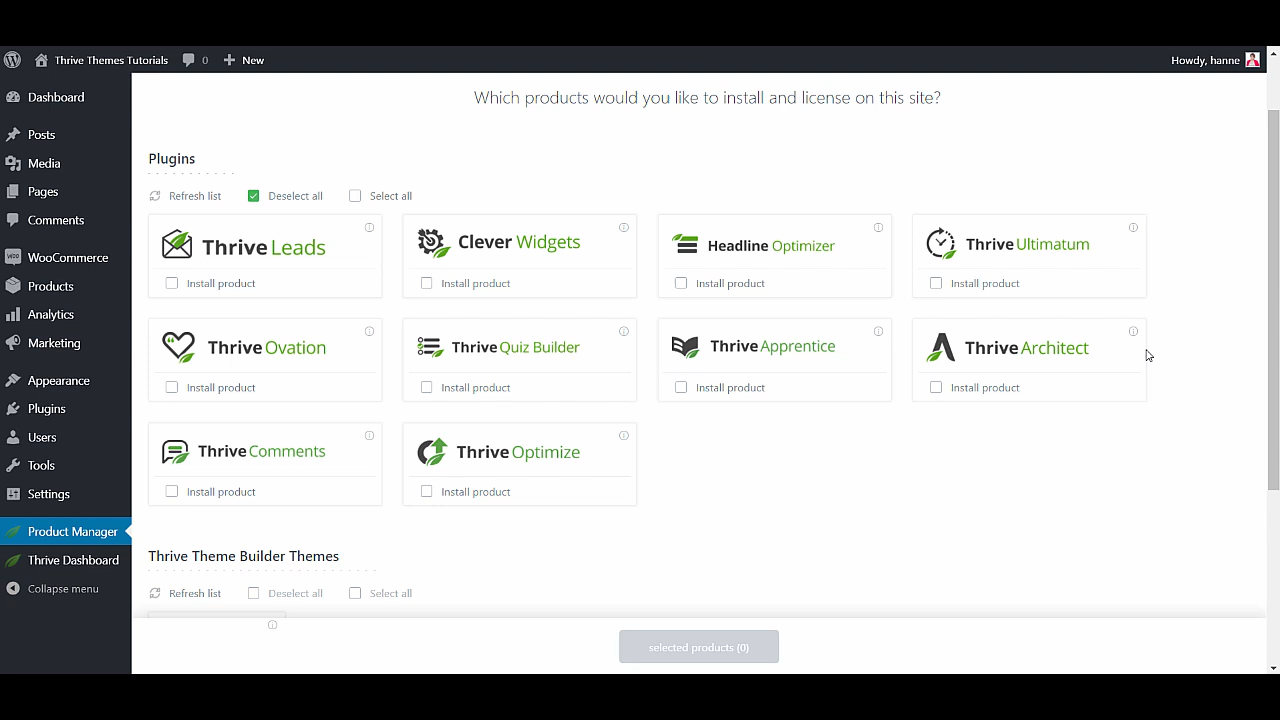 Thrive Themes Tutorials 0 New Howdy, hanne
Dashboard
Posts
Media
Pages
Comments
WooCommerce
Products
Analytics
Marketing
Appearance
Plugins
Users
Tools
Settings
Product Manager
Thrive Dashboard
Collapse menu
Which products would you like to install and license on this site?
Plugins
Refresh list Deselect all Select all
Thrive Leads
Install product
Clever Widgets
Install product
Headline Optimizer
Install product
Thrive Ultimatum
Install product
Thrive Ovation
Install product
Thrive Quiz Builder
Install product
Thrive Apprentice
Install product
Thrive Architect
Install product
Thrive Comments
Install product
Thrive Optimize
Install product
Thrive Theme Builder Themes
Refresh list Deselect all Select all
selected products (0)